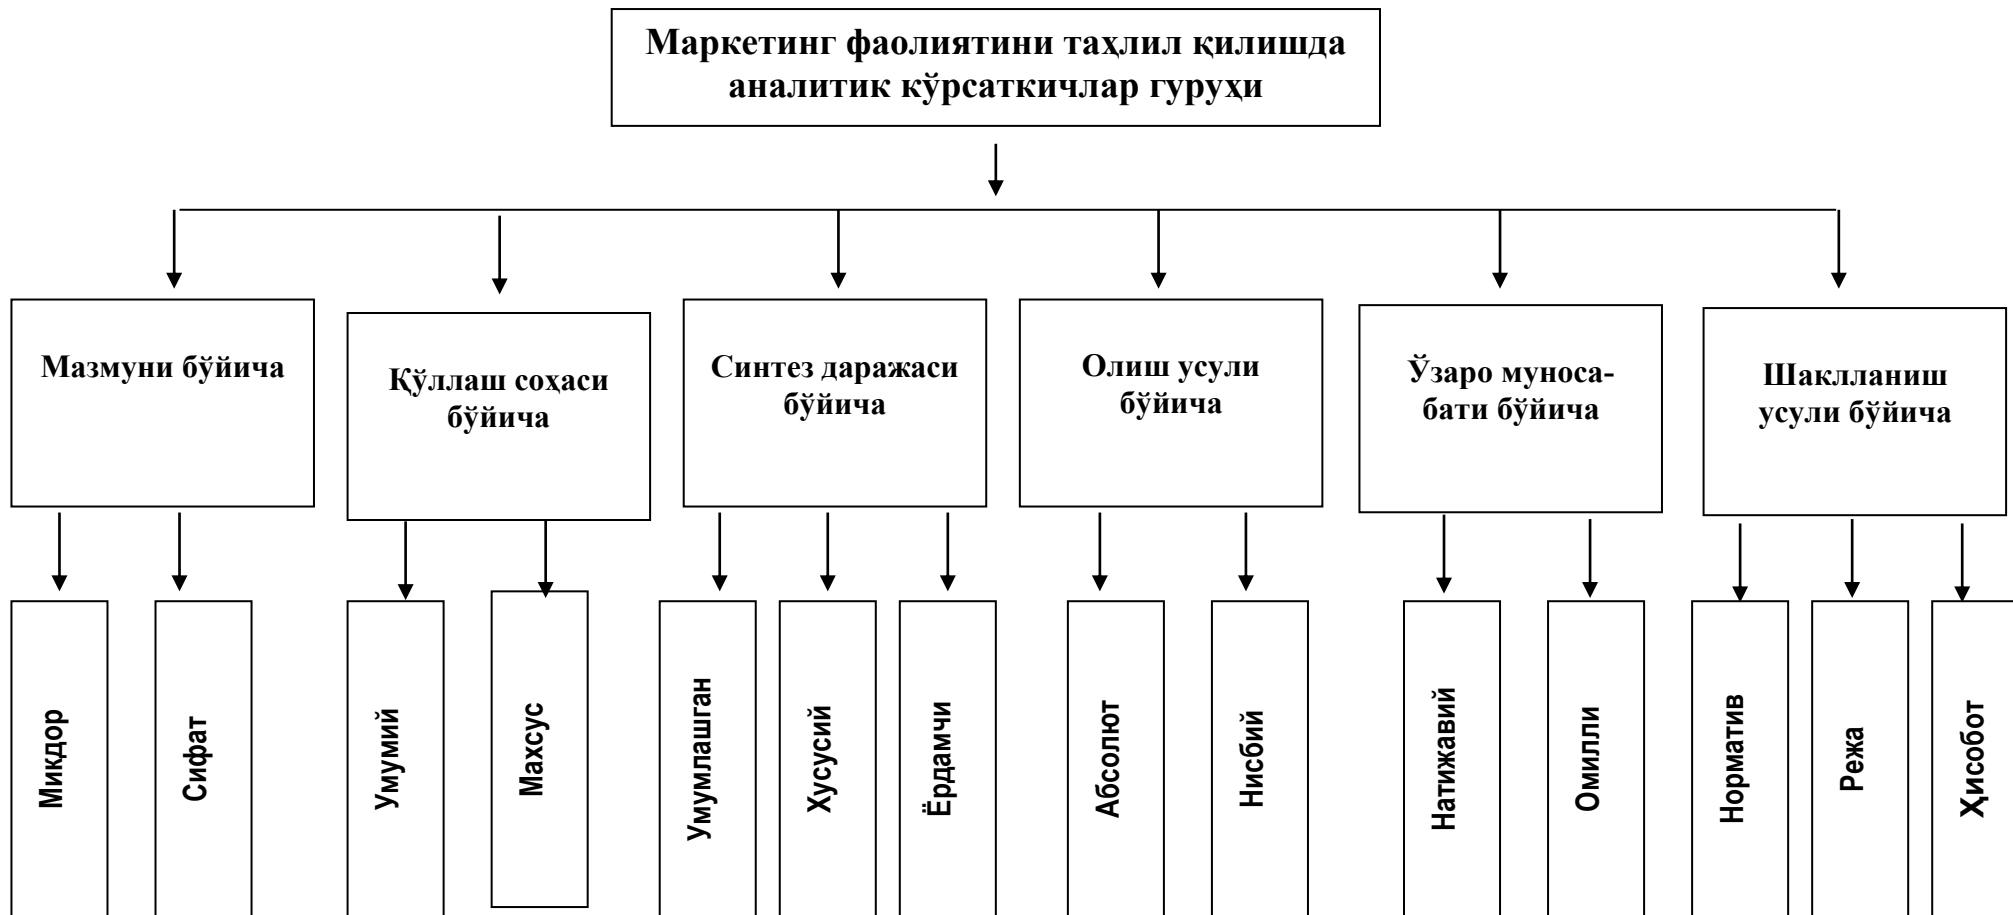 Маркетинг фаолиятини таҳлил қилишда
аналитик кўрсаткичлар гуруҳи
Мазмуни бўйича
Қўллаш соҳаси
бўйича
Синтез даражаси
бўйича
Олиш усули
бўйича
Ўзаро муноса-
бати бўйича
Шаклланиш
усули бўйича
Микдор
Сифат
Умумий
Махсус
Умумлашган
Хусусий
Ёрдамчи
Абсолют
Нисбий
Натижавий
Омилли
Норматив
Режа
Ҳисобот